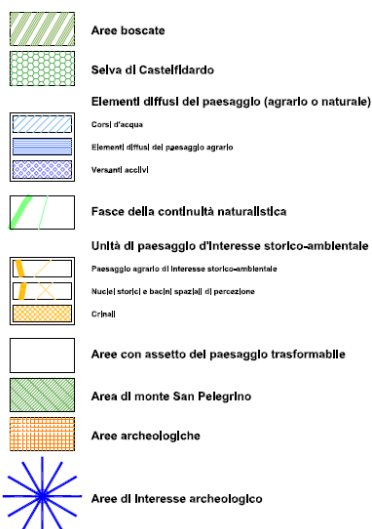 Aree boscate
Selva di Castelfidardo
Elementi diffusi del paesaggio (agrario o naturale)
Corsi d'acqua
Elementi diffusi del paesaggio agrario
Versanti acclivi
Fasce della continuità naturalistica
Unità di paesaggio d'interesse storico-ambientale
Paesaggio agrario di interesse storico-ambientale
Nuclei storici e bacini spaziali di percezione
Crinali
Aree con assetto del paesaggio trasformabile
Area di monte San Pelegrino
Aree archeologiche
Aree di interesse archeologico